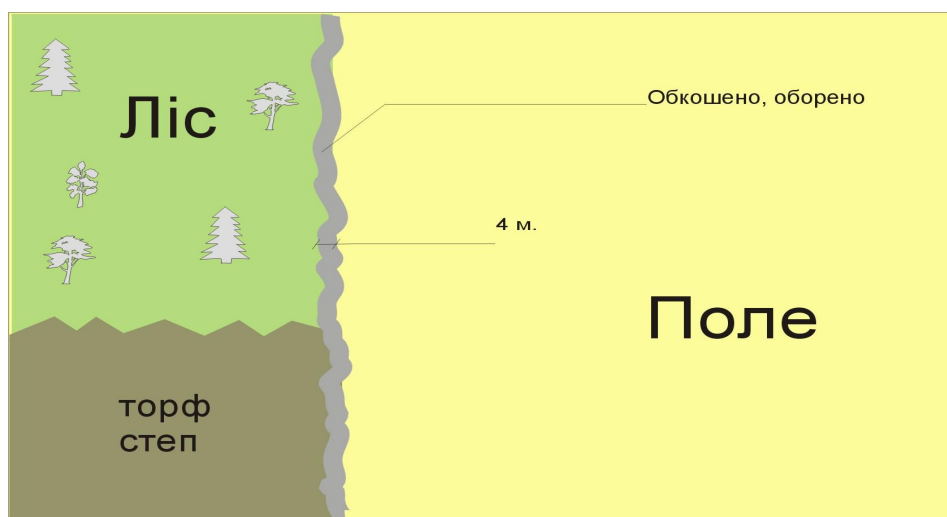 Ліс
Обкошено, оборено
4 м.
Поле
торф
степ